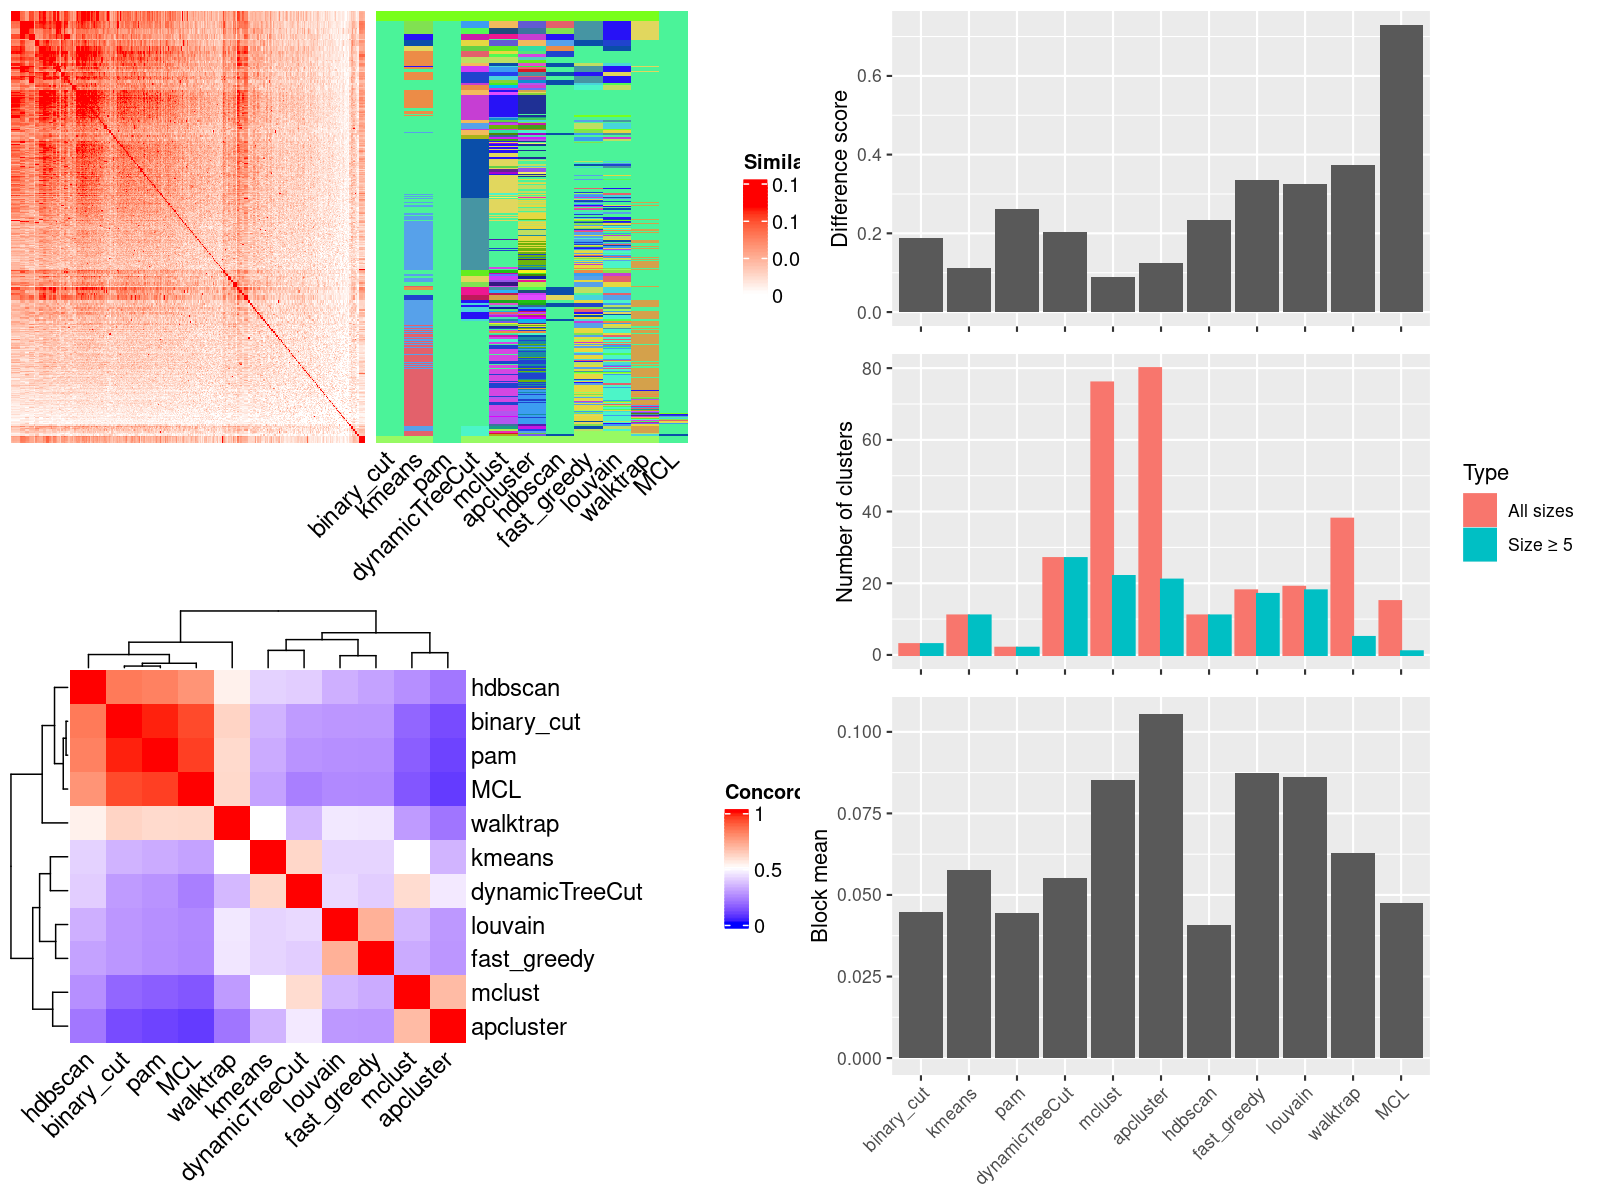 Simila
0.1
0.1
0.0
0
binary_cut
kmeans
pam
dynamicTreeCut
mclust
apcluster
hdbscan
fast_greedy
louvain
walktrap
MCL
hdbscan
binary_cut
pam
MCL
walktrap
kmeans
dynamicTreeCut
louvain
fast_greedy
mclust
apcluster
Concord
1
0.5
0
hdbscan
binary_cut
pam
MCL
walktrap
kmeans
dynamicTreeCut
louvain
fast_greedy
mclust
apcluster
Difference score
0.6
0.4
0.2
0.0
Number of clusters
80
60
40
20
0
Type
All sizes
Size ≥ 5
Block mean
0.100
0.075
0.050
0.025
0.000
binary_cut
kmeans
pam
dynamicTreeCut
mclust
apcluster
hdbscan
fast_greedy
louvain
walktrap
MCL